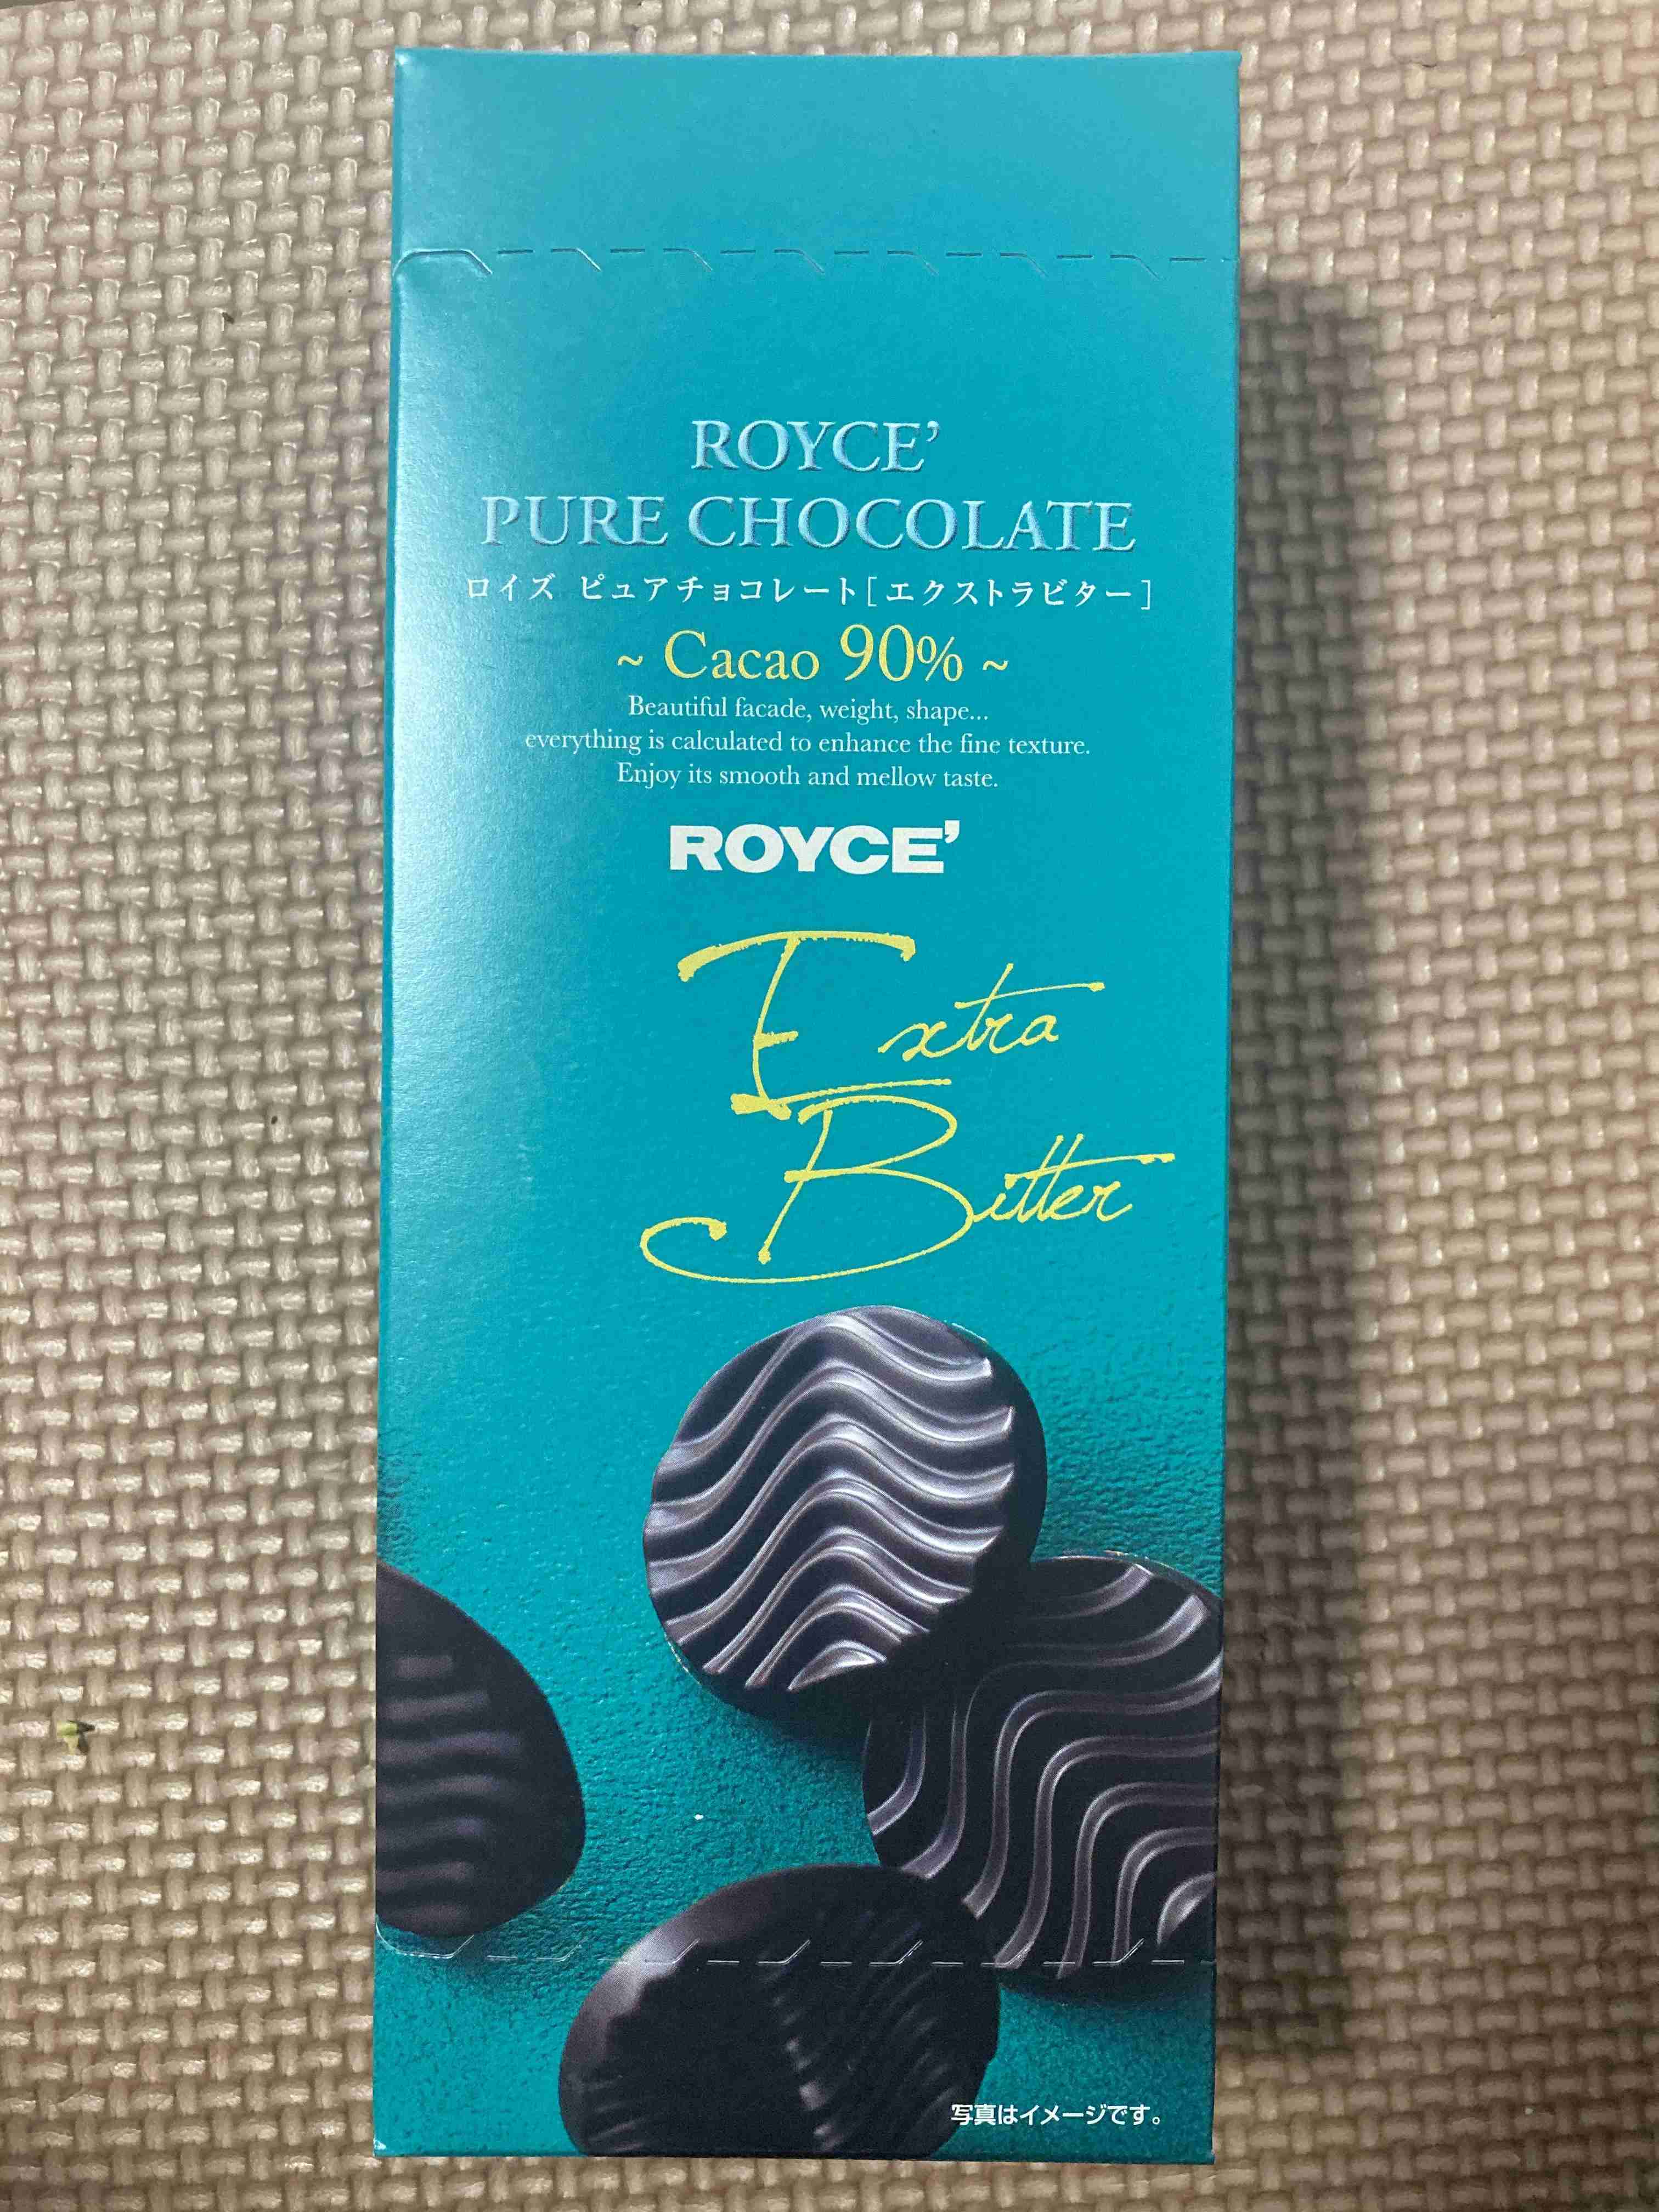 ROYCE’
PURE CHOCOLATE
ロイズ ピュアチョコレート[エクストラビター]
~ Cacao 90% ~
Beautiful facade, weight, shape...
everything is calculated to enhance the fine texture.
Enjoy its smooth and mellow taste.
ROYCE’
Extra
Bitter
写真はイメージです。